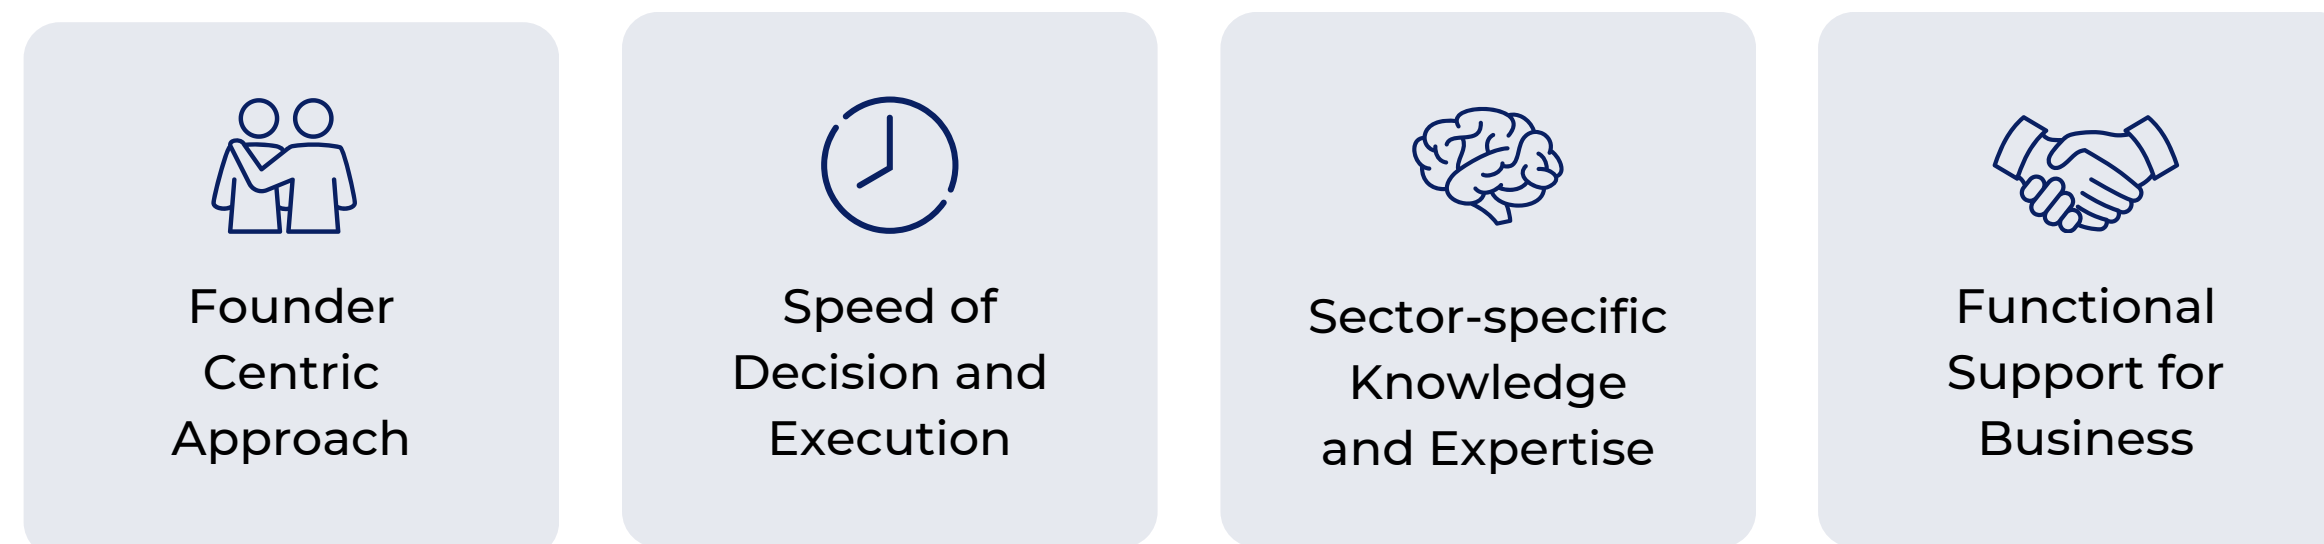 Founder
Centric
Approach
Speed of
Decision and
Execution
Sector-specific
Knowledge
and Expertise
Functional
Support for
Business